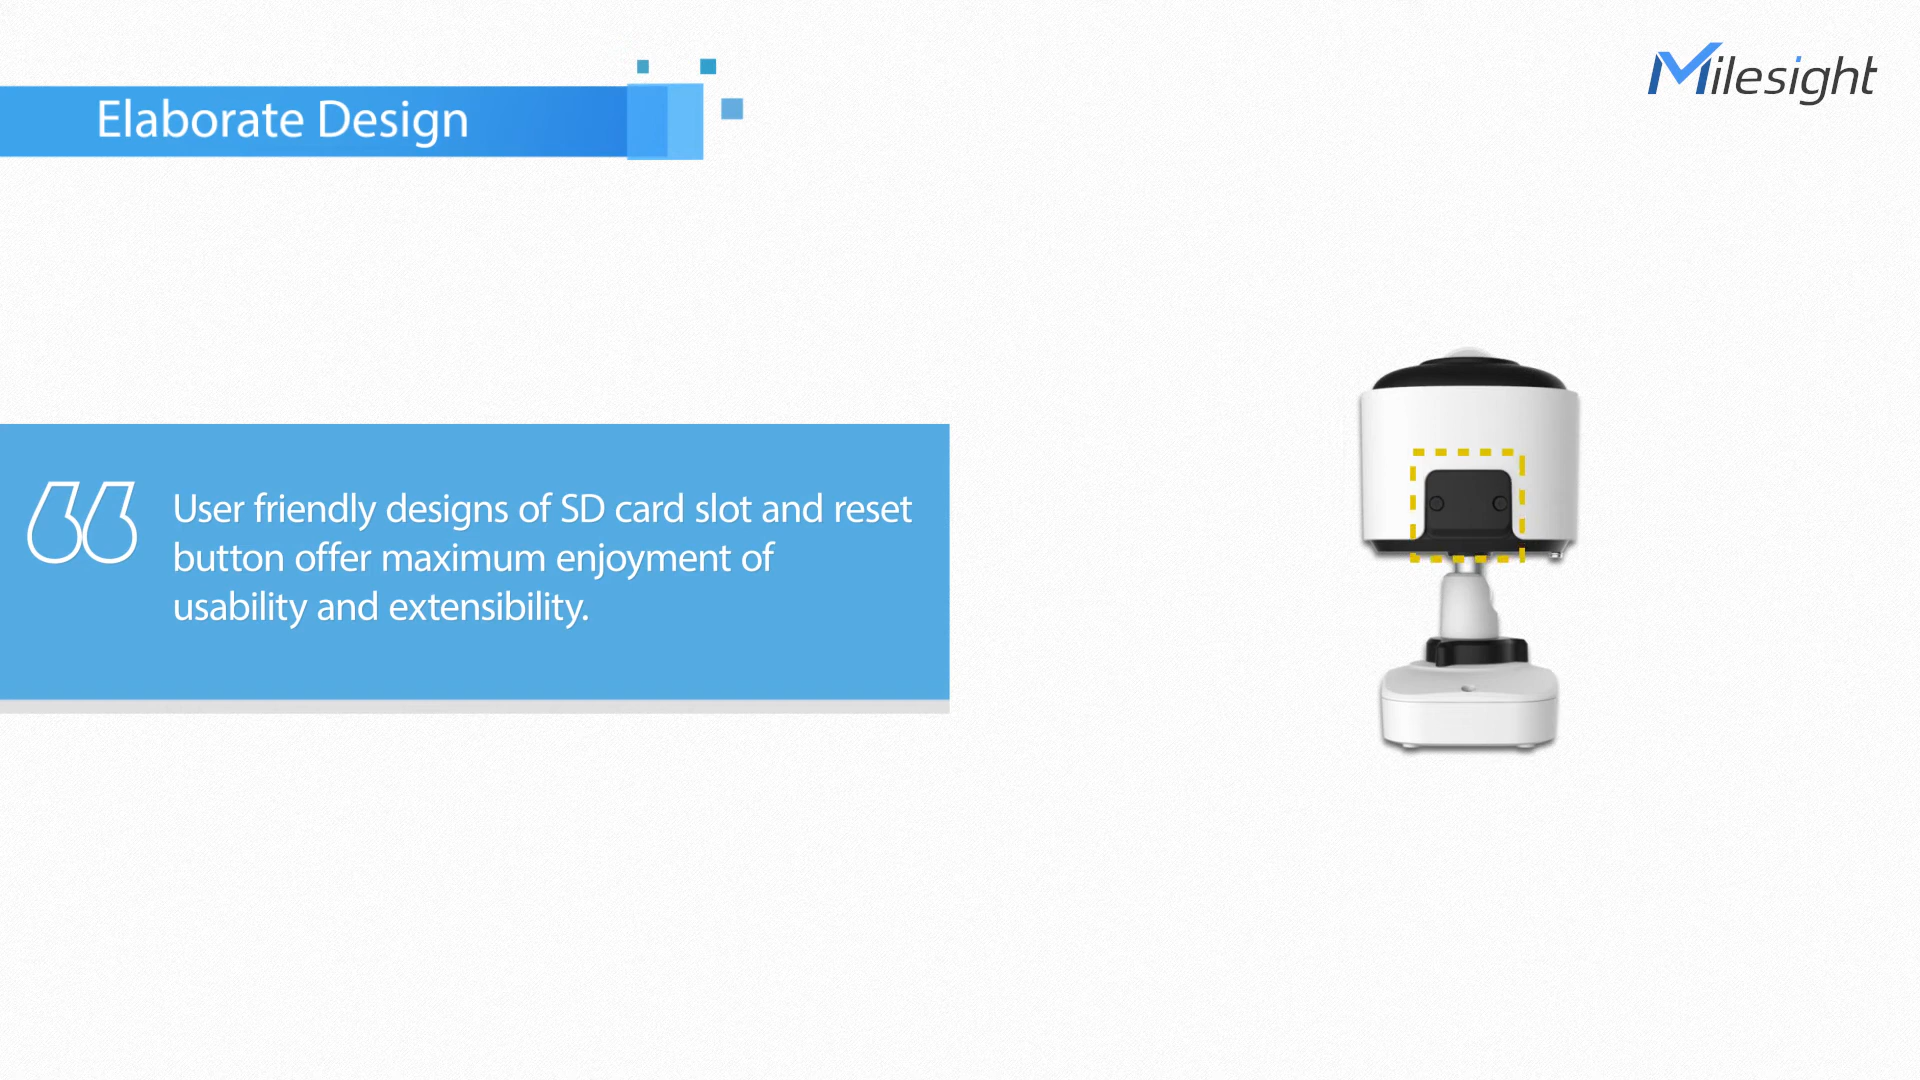 Elaborate Design
Milesight
User friendly designs of SD card slot and reset
button offer maximum enjoyment of
usability and extensibility.